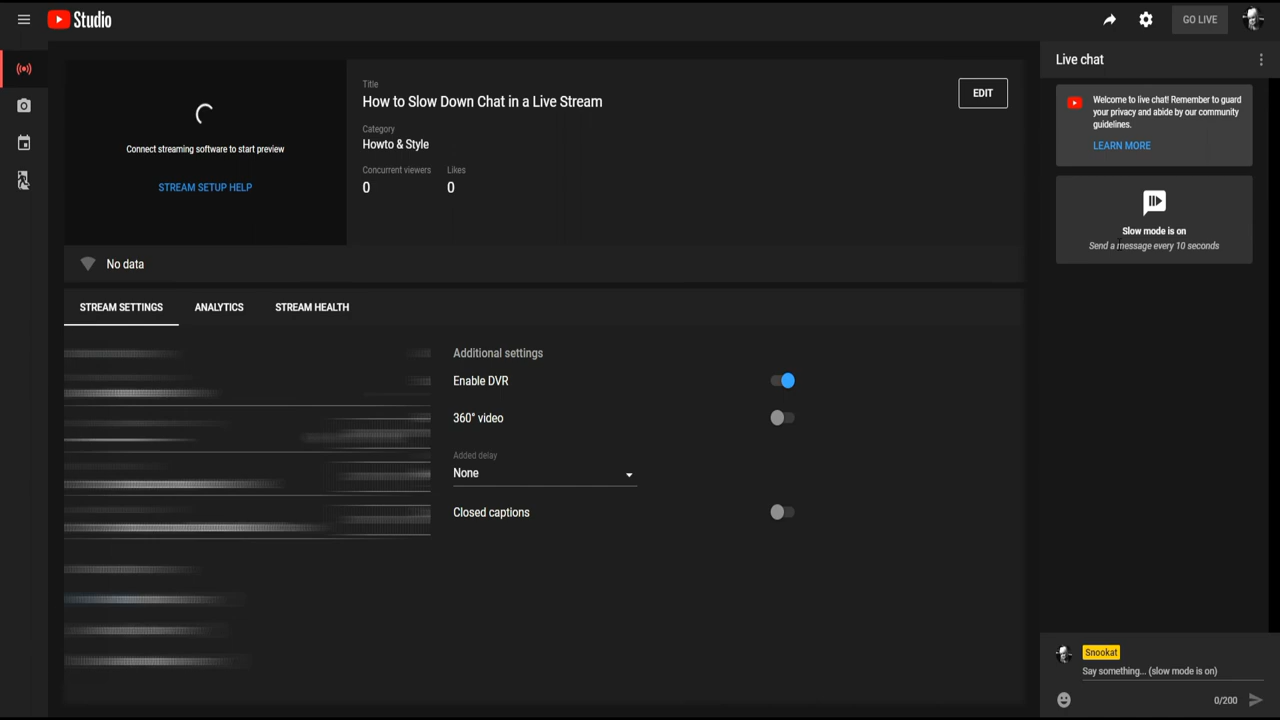 Studio
GO LIVE
Connect streaming software to start preview
STREAM SETUP HELP
Title
How to Slow Down Chat in a Live Stream
EDIT
Category
Howto & Style
Concurrent viewers
Likes
0
0
No data
STREAM SETTINGS
ANALYTICS
STREAM HEALTH
Additional settings
Enable DVR
360° video
Added delay
None
Closed captions
Live chat
Welcome to live chat! Remember to guard
your privacy and abide by our community
guidelines.
LEARN MORE
Slow mode is on
Send a message every 10 seconds
Snookat
Say something... (slow mode is on)
0/200